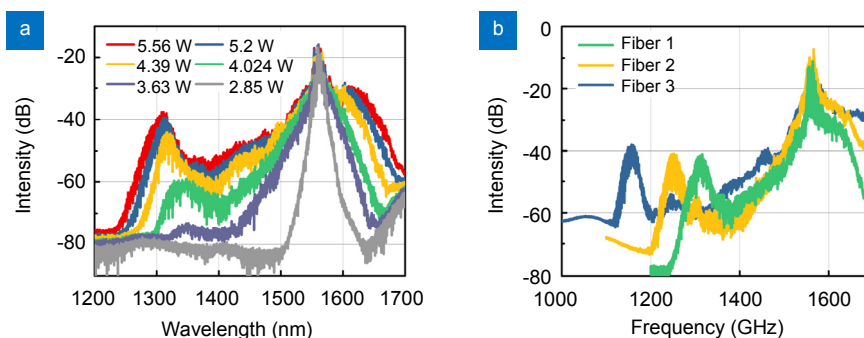 a
b
5.56 W 5.2 W
4.39 W 4.024 W
3.63 W 2.85 W
Intensity (dB)
-20
-40
-60
-80
1200 1300 1400 1500 1600 1700
Wavelength (nm)
Fiber 1
Fiber 2
Fiber 3
Intensity (dB)
0
-20
-40
-60
-80
1000 1200 1400 1600
Frequency (GHz)